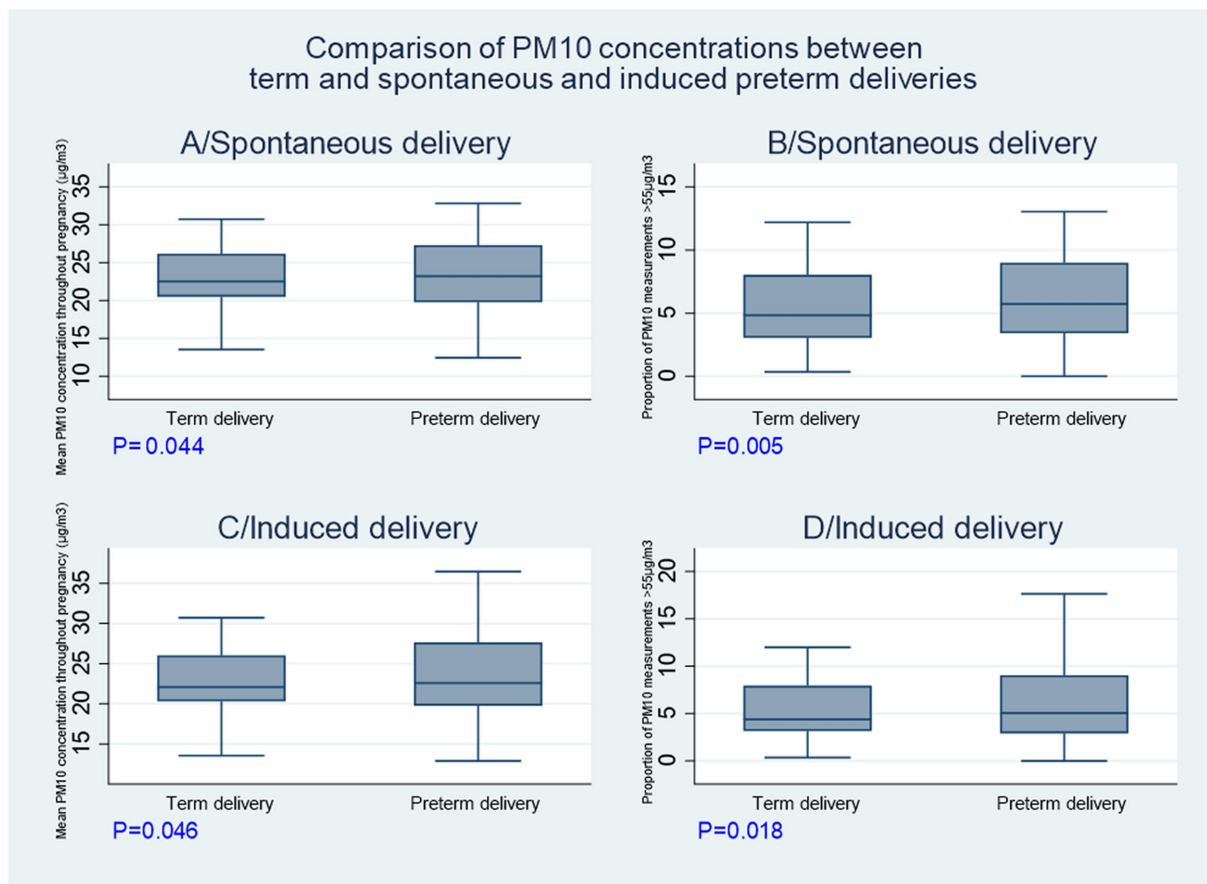 Comparison of PM10 concentrations between
term and spontaneous and induced preterm deliveries
A/Spontaneous delivery
Mean PM10 concentration throughout pregnancy (µg/m3)
35
30
25
20
15
10
Term delivery
Preterm delivery
P= 0.044
B/Spontaneous delivery
Proportion of PM10 measurements >55µg/m3
15
10
5
0
Term delivery
Preterm delivery
P=0.005
C/Induced delivery
Mean PM10 concentration throughout pregnancy (µg/m3)
35
30
25
20
15
Term delivery
Preterm delivery
P=0.046
D/Induced delivery
Proportion of PM10 measurements >55µg/m3
20
15
10
5
0
Term delivery
Preterm delivery
P=0.018